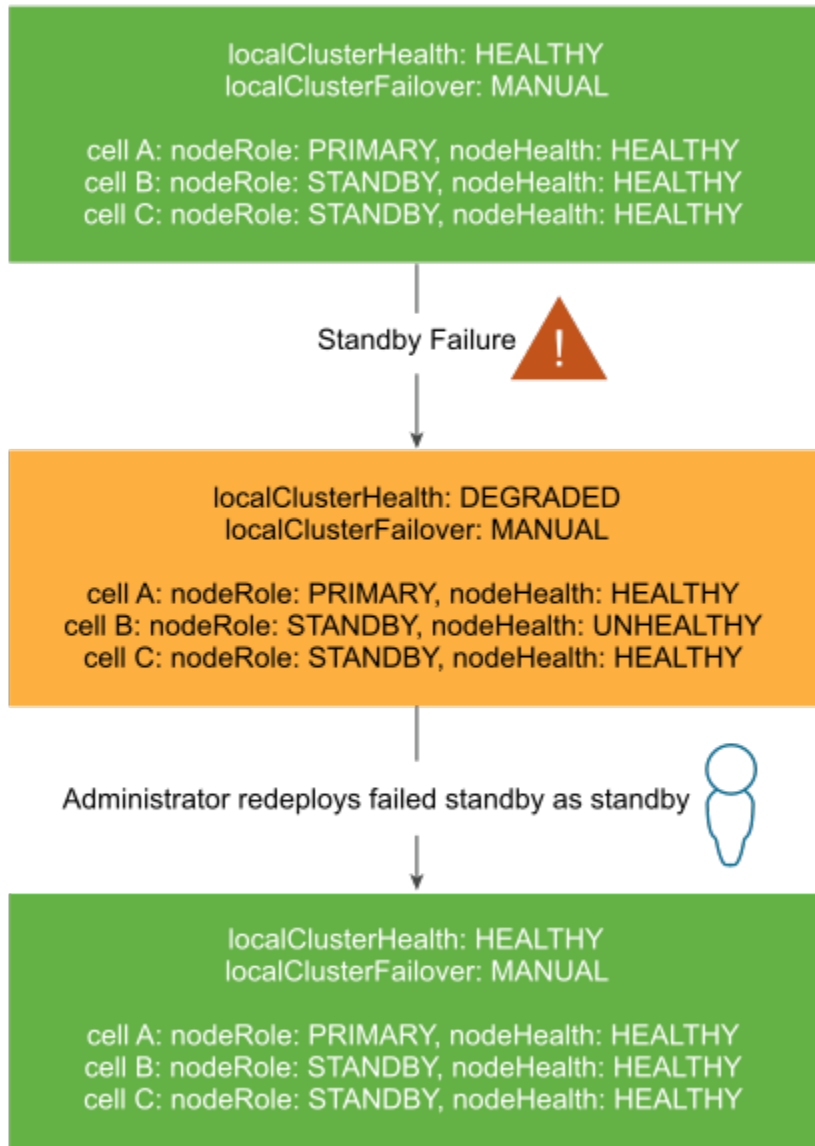 localClusterHealth: HEALTHY
localClusterFailover: MANUAL
cell A: nodeRole: PRIMARY, nodeHealth: HEALTHY
cell B: nodeRole: STANDBY, nodeHealth: HEALTHY
cell C: nodeRole: STANDBY, nodeHealth: HEALTHY
Standby Failure !
localClusterHealth: DEGRADED
localClusterFailover: MANUAL
cell A: nodeRole: PRIMARY, nodeHealth: HEALTHY
cell B: nodeRole: STANDBY, nodeHealth: UNHEALTHY
cell C: nodeRole: STANDBY, nodeHealth: HEALTHY
Administrator redeploys failed standby as standby
localClusterHealth: HEALTHY
localClusterFailover: MANUAL
cell A: nodeRole: PRIMARY, nodeHealth: HEALTHY
cell B: nodeRole: STANDBY, nodeHealth: HEALTHY
cell C: nodeRole: STANDBY, nodeHealth: HEALTHY